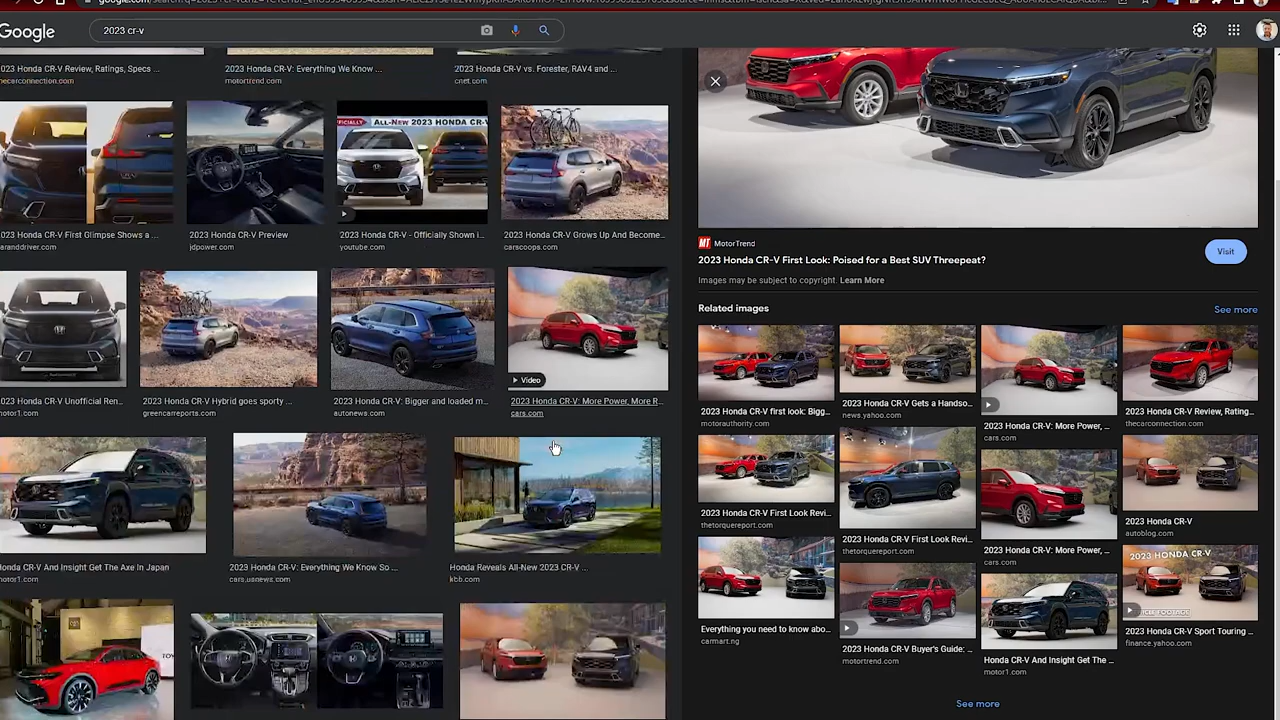 Google
2023 cr-v
2023 Honda CR-V Review, Ratings, Specs ...
hecarconnection.com
2023 Honda CR-V: Everything We Know ...
motortrend.com
2023 Honda CR-V vs. Forester, RAV4 and ...
cnet.com
ALL-NEW 2023 HONDA CR-V
2023 Honda CR-V First Glimpse Shows a ...
aranddriver.com
2023 Honda CR-V Preview
jdpower.com
2023 Honda CR-V - Officially Shown i...
youtube.com
2023 Honda CR-V Grows Up And Become...
carscoops.com
Video
2023 Honda CR-V Unofficial Ren...
motor1.com
2023 Honda CR-V Hybrid goes sporty ...
greencarreports.com
2023 Honda CR-V: Bigger and loaded m...
autonews.com
2023 Honda CR-V: More Power, More R...
cars.com
Honda CR-V And Insight Get The Axe In Japan
motor1.com
2023 Honda CR-V: Everything We Know So ...
cars.usnews.com
Honda Reveals All-New 2023 CR-V ...
kbb.com
MT MotorTrend
2023 Honda CR-V First Look: Poised for a Best SUV Threepeat?
Visit
Images may be subject to copyright. Learn More
Related images
See more
2023 Honda CR-V first look: Bigg...
motorauthority.com
2023 Honda CR-V Gets a Handso...
news.yahoo.com
2023 Honda CR-V: More Power, ...
cars.com
2023 Honda CR-V Review, Rating...
thecarconnection.com
2023 Honda CR-V First Look Revi...
thetorquereport.com
2023 Honda CR-V First Look Revi...
thetorquereport.com
2023 Honda CR-V: More Power, ...
cars.com
2023 Honda CR-V
autoblog.com
2023 HONDA CR-V
Everything you need to know abo...
carmart.ng
2023 Honda CR-V Buyer's Guide: ...
motortrend.com
Honda CR-V And Insight Get The ...
motor1.com
2023 Honda CR-V Sport Touring ...
finance.yahoo.com
See more